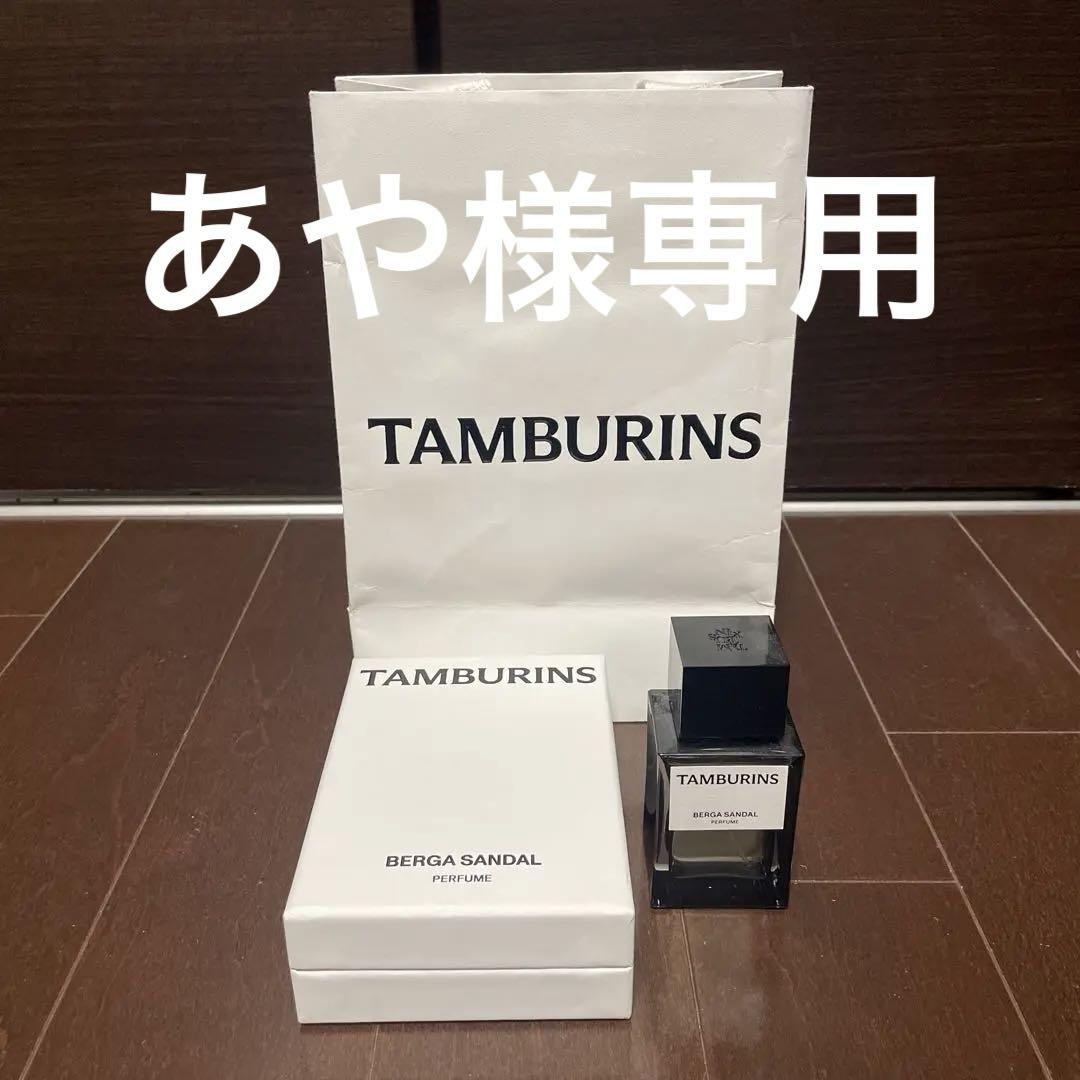 あや様専用
TAMBURINS
TAMBURINS
BERGA SANDAL
PERFUME
TAMBURINS
BERGA SANDAL
PERFUME